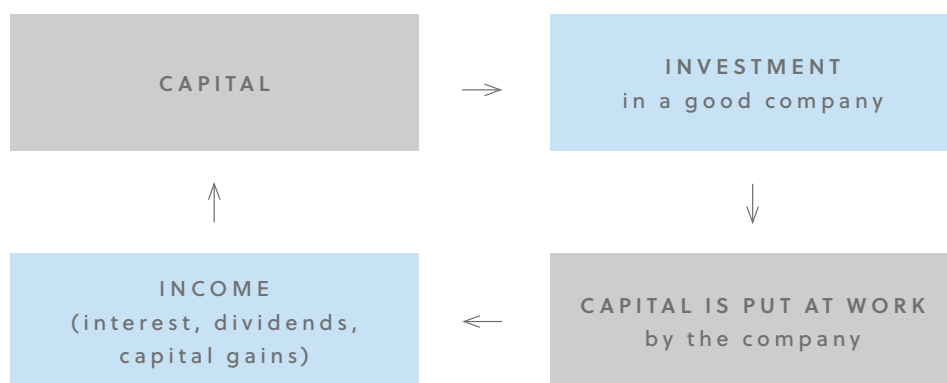 CAPITAL
INVESTMENT
in a good company
INCOME
(interest, dividends,
capital gains)
CAPITAL IS PUT AT WORK
by the company